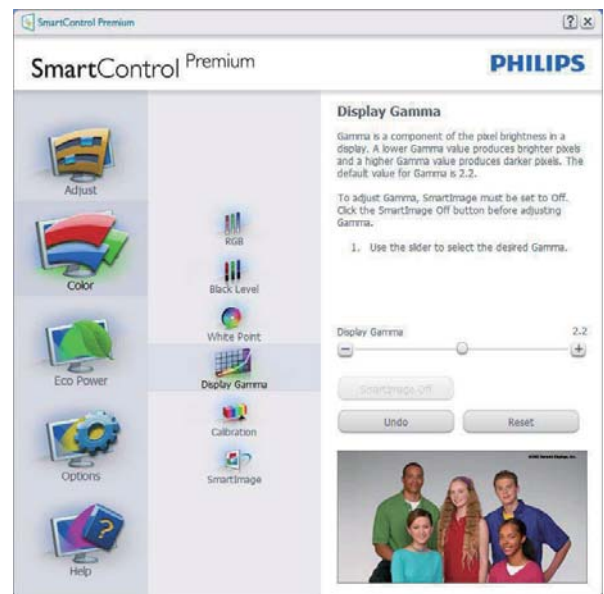 SmartControl Premium
SmartControl Premium
PHILIPS
Adjust
Color
Eco Power
Options
Help
RGB
Black Level
White Point
Display Gamma
Calibration
SmartImage
Display Gamma
Gamma is a component of the pixel brightness in a
display. A lower Gamma value produces brighter pixels
and a higher Gamma value produces darker pixels. The
default value for Gamma is 2.2.
To adjust Gamma, SmartImage must be set to Off.
Click the SmartImage Off button before adjusting
Gamma.
1. Use the slider to select the desired Gamma.
Display Gamma 2.2
SmartImage Off
Undo Reset